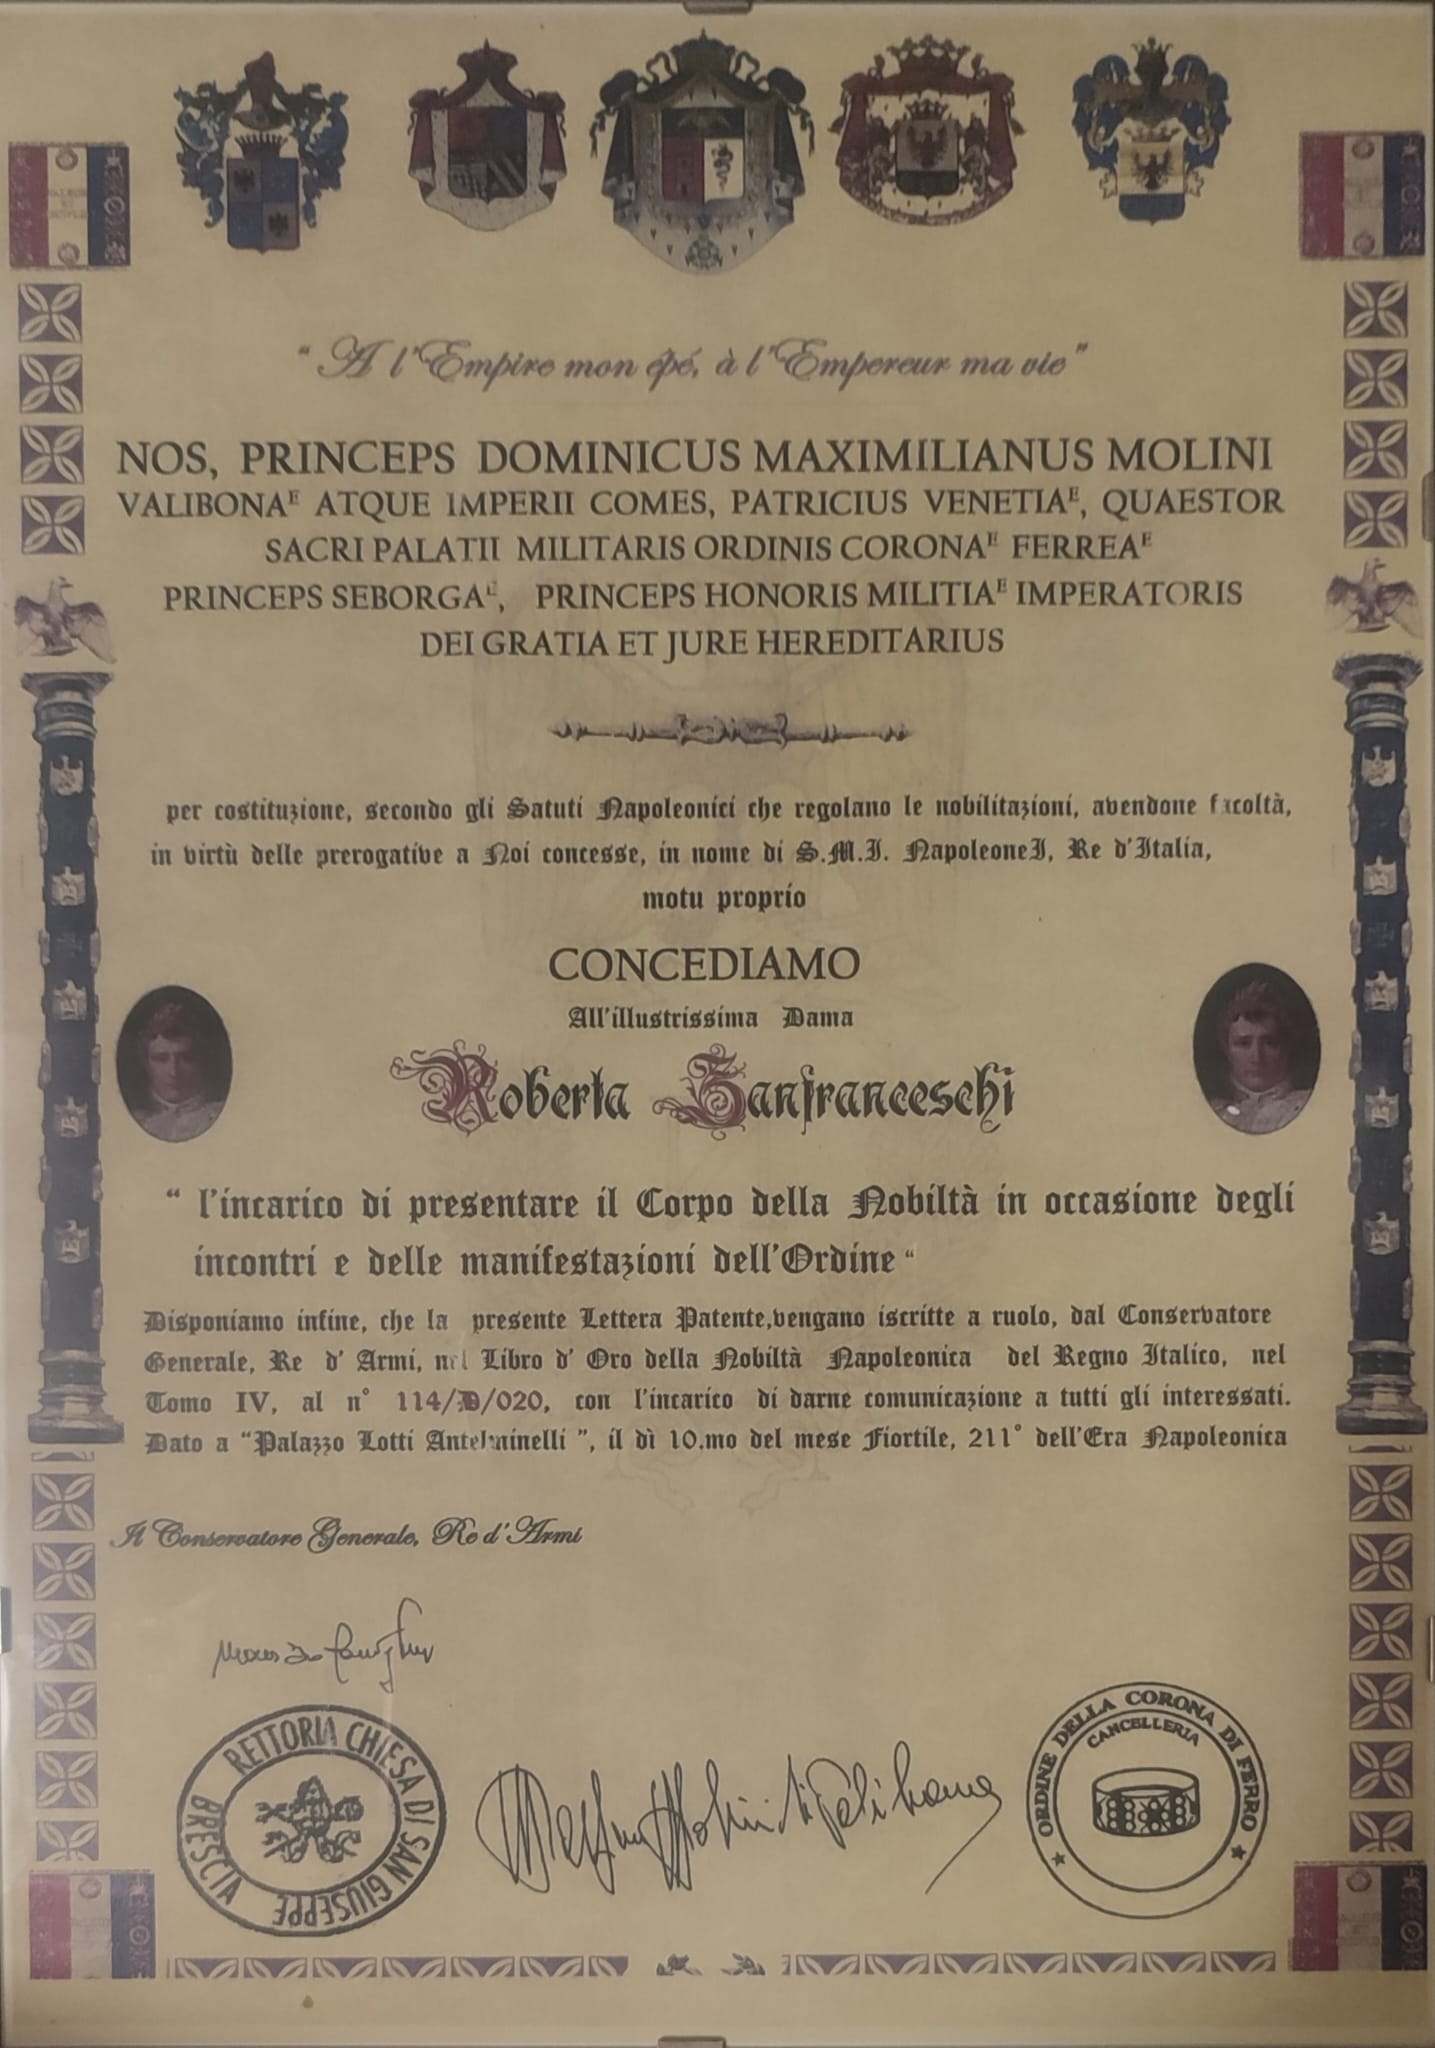 “ A l'Empire mon épé, à l'Empereur ma vie”
NOS, PRINCEPS DOMINICUS MAXIMILIANUS MOLINI
VALIBONAᴱ ATQUE IMPERII COMES, PATRICIUS VENETIAᴱ, QUAESTOR
SACRI PALATII MILITARIS ORDINIS CORONAᴱ FERREAᴱ
PRINCEPS SEBORGAᴱ, PRINCEPS HONORIS MILITIAᴱ IMPERATORIS
DEI GRATIA ET JURE HEREDITARIUS
per costituzione, secondo gli Satuti Napoleonici che regolano le nobilitazioni, avendone facoltà,
in virtù delle prerogative a Noi concesse, in nome di S.M.I. NapoleoneI, Re d'Italia,
motu proprio
CONCEDIAMO
All'illustrissima Dama
Roberta Sanfranceschi
“ l'incarico di presentare il Corpo della Nobiltà in occasione degli
incontri e delle manifestazioni dell'Ordine “
Disponiamo infine, che la presente Lettera Patente,vengano iscritte a ruolo, dal Conservatore
Generale, Re d' Armi, nel Libro d' Oro della Nobiltà Napoleonica del Regno Italico, nel
Tomo IV, al n° 114/D/020, con l'incarico di darne comunicazione a tutti gli interessati.
Dato a “Palazzo Lotti Antelminelli ”, il dì 10.mo del mese Fiortile, 211° dell'Era Napoleonica
Il Conservatore Generale, Re d'Armi
RETTORIA CHIESA DI SAN GIUSEPPE
BRESCIA
ORDINE DELLA CORONA DI FERRO
CANCELLERIA